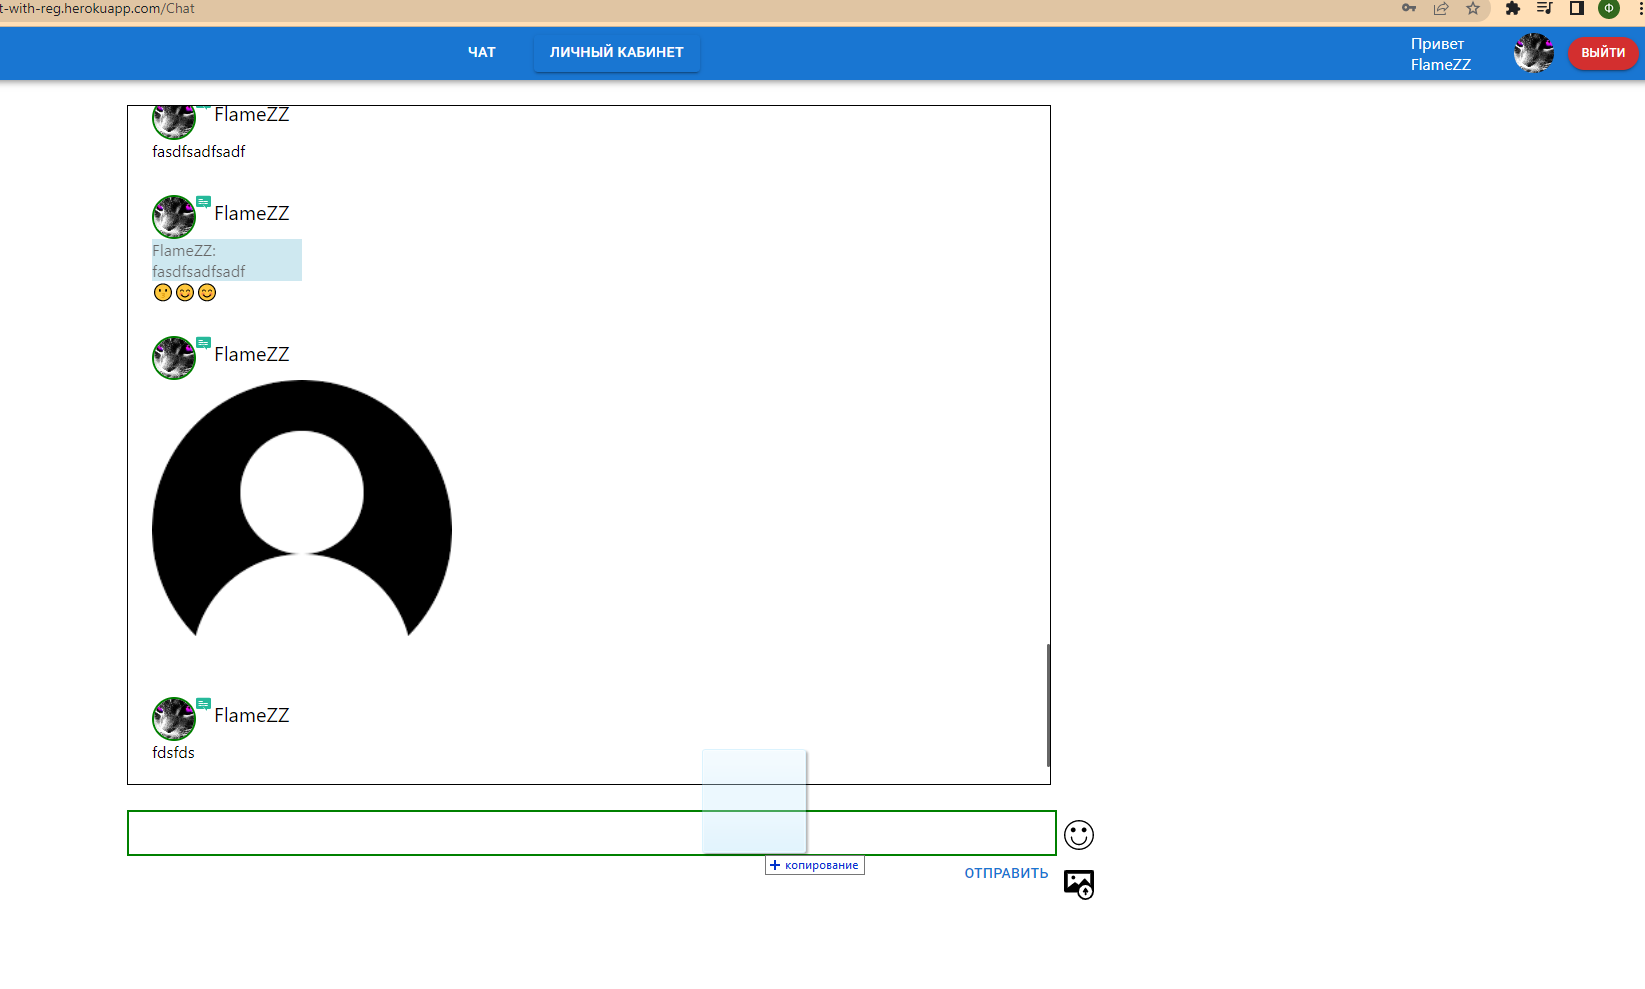 t-with-reg.herokuapp.com/Chat
Ф
ЧАТ
ЛИЧНЫЙ КАБИНЕТ
Привет
FlameZZ
ВЫЙТИ
FlameZZ
fasdfsadfsadf
FlameZZ
FlameZZ:
fasdfsadfsadf
FlameZZ
FlameZZ
fdsfds
копирование
ОТПРАВИТЬ